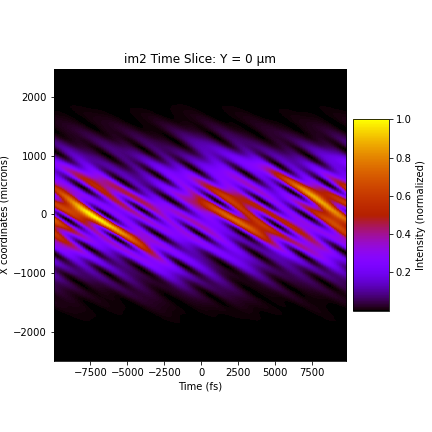 im2 Time Slice: Y = 0 μm
2000
1000
0
−1000
−2000
X coordinates (microns)
−7500 −5000 −2500 0 2500 5000 7500
Time (fs)
1.0
0.8
0.6
0.4
0.2
Intensity (normalized)